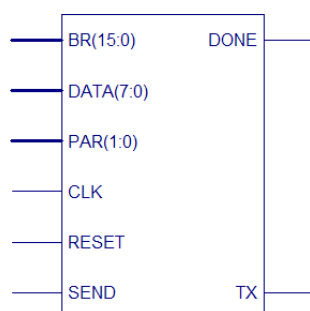 BR(15:0) DONE
DATA(7:0)
PAR(1:0)
CLK
RESET
SEND TX